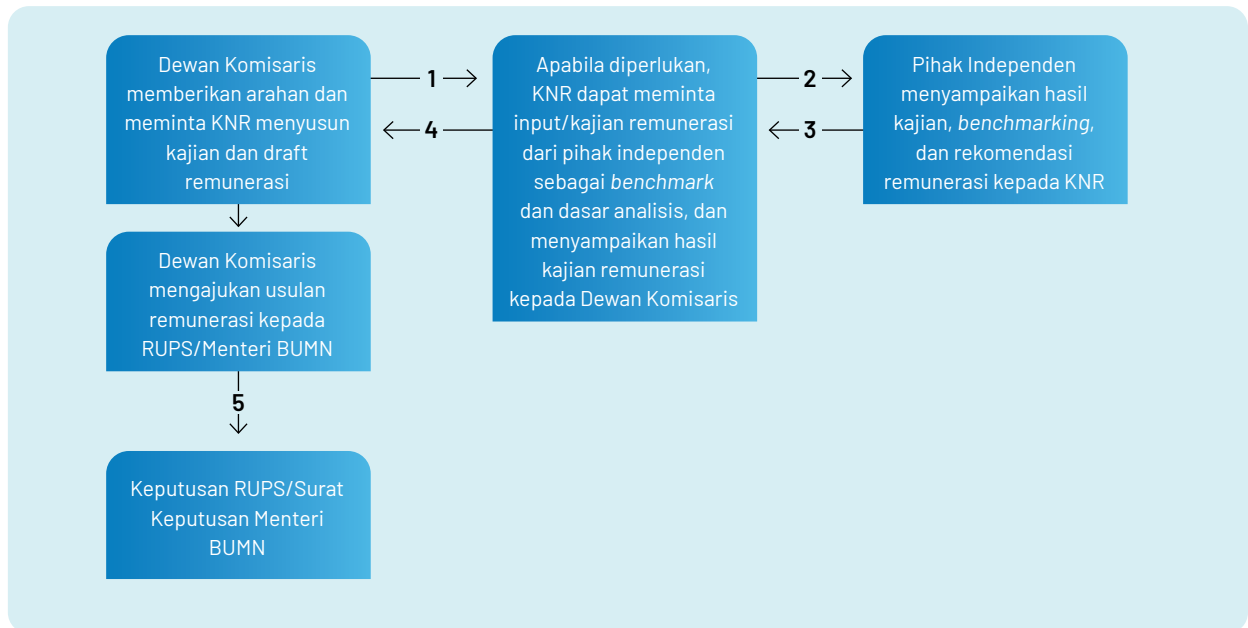 Dewan Komisaris
memberikan arahan dan
meminta KNR menyusun
kajian dan draft
remunerasi
1
4
Apabila diperlukan,
KNR dapat meminta
input/kajian remunerasi
dari pihak independen
sebagai benchmark
dan dasar analisis, dan
menyampaikan hasil
kajian remunerasi
kepada Dewan Komisaris
2
3
Pihak Independen
menyampaikan hasil
kajian, benchmarking,
dan rekomendasi
remunerasi kepada KNR
Dewan Komisaris
mengajukan usulan
remunerasi kepada
RUPS/Menteri BUMN
5
Keputusan RUPS/Surat
Keputusan Menteri
BUMN